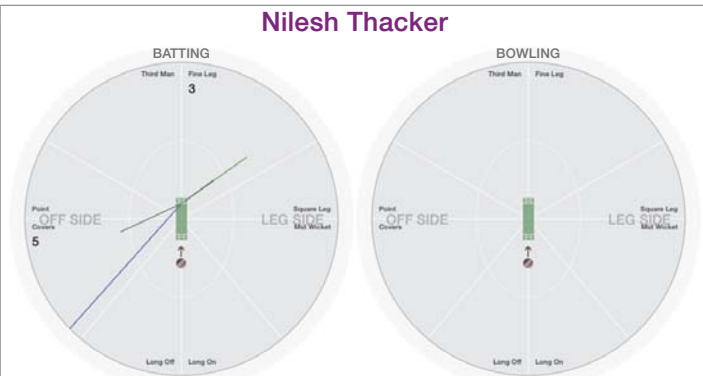 Nilesh Thacker
BATTING
Third Man
Fine Leg
3
Point
OFF SIDE
Covers
5
Square Leg
LEG SIDE
Mid Wicket
Long Off
Long On
BOWLING
Third Man
Fine Leg
Point
OFF SIDE
Covers
Square Leg
LEG SIDE
Mid Wicket
Long Off
Long On